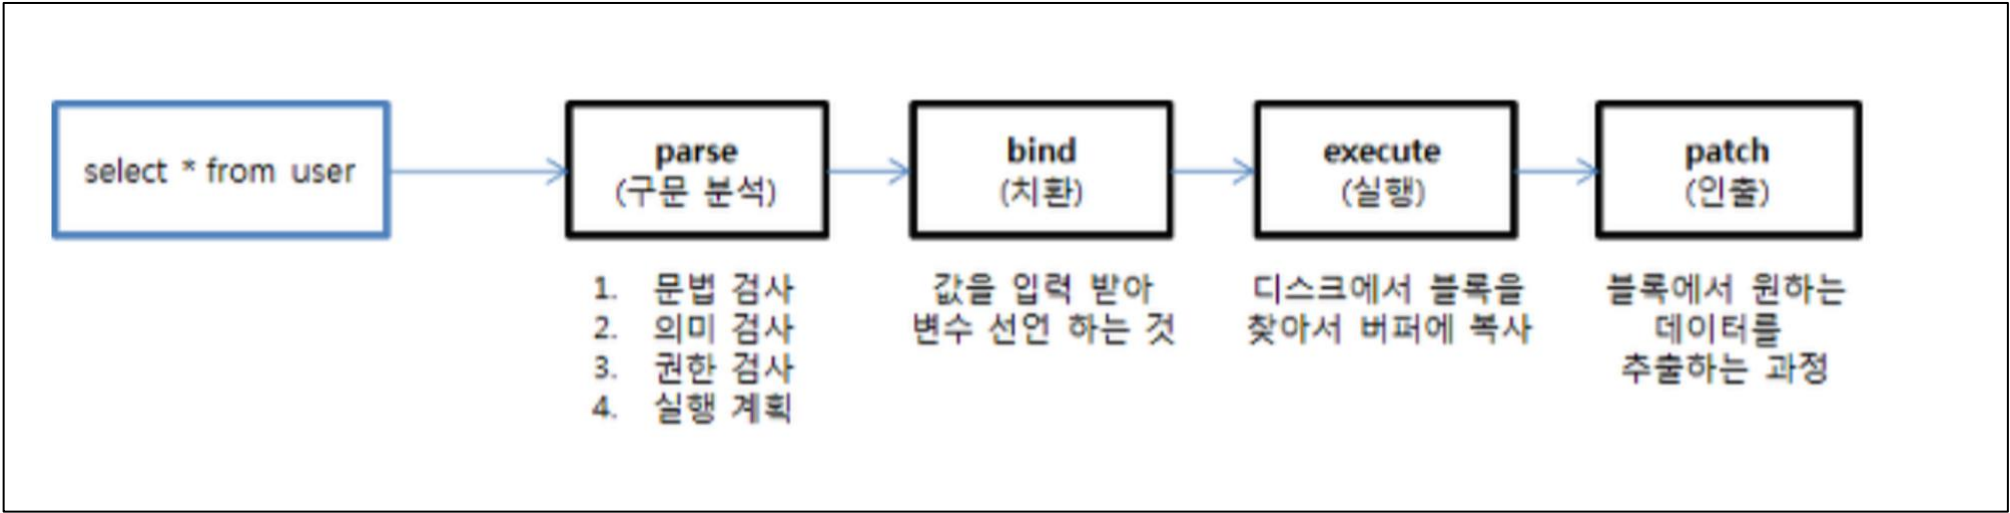 select * from user
parse
(구문 분석)
1. 문법 검사
2. 의미 검사
3. 권한 검사
4. 실행 계획
bind
(치환)
값을 입력 받아
변수 선언 하는 것
execute
(실행)
디스크에서 블록을
찾아서 버퍼에 복사
patch
(인출)
블록에서 원하는
데이터를
추출하는 과정